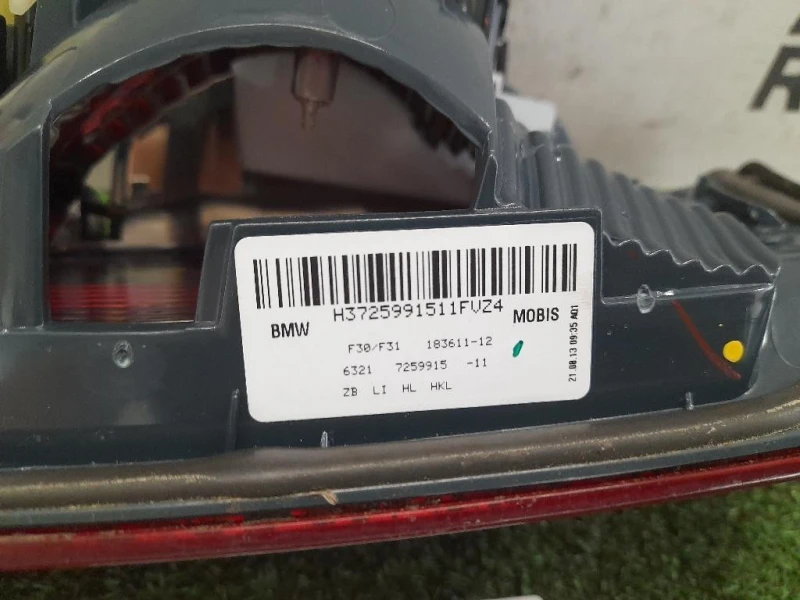 H3725991511FVZ4
BMW MOBIS
F30/F31 183611-12
6321 7259915 -11
ZB LI HL HKL
21.08.13 09:35 A01